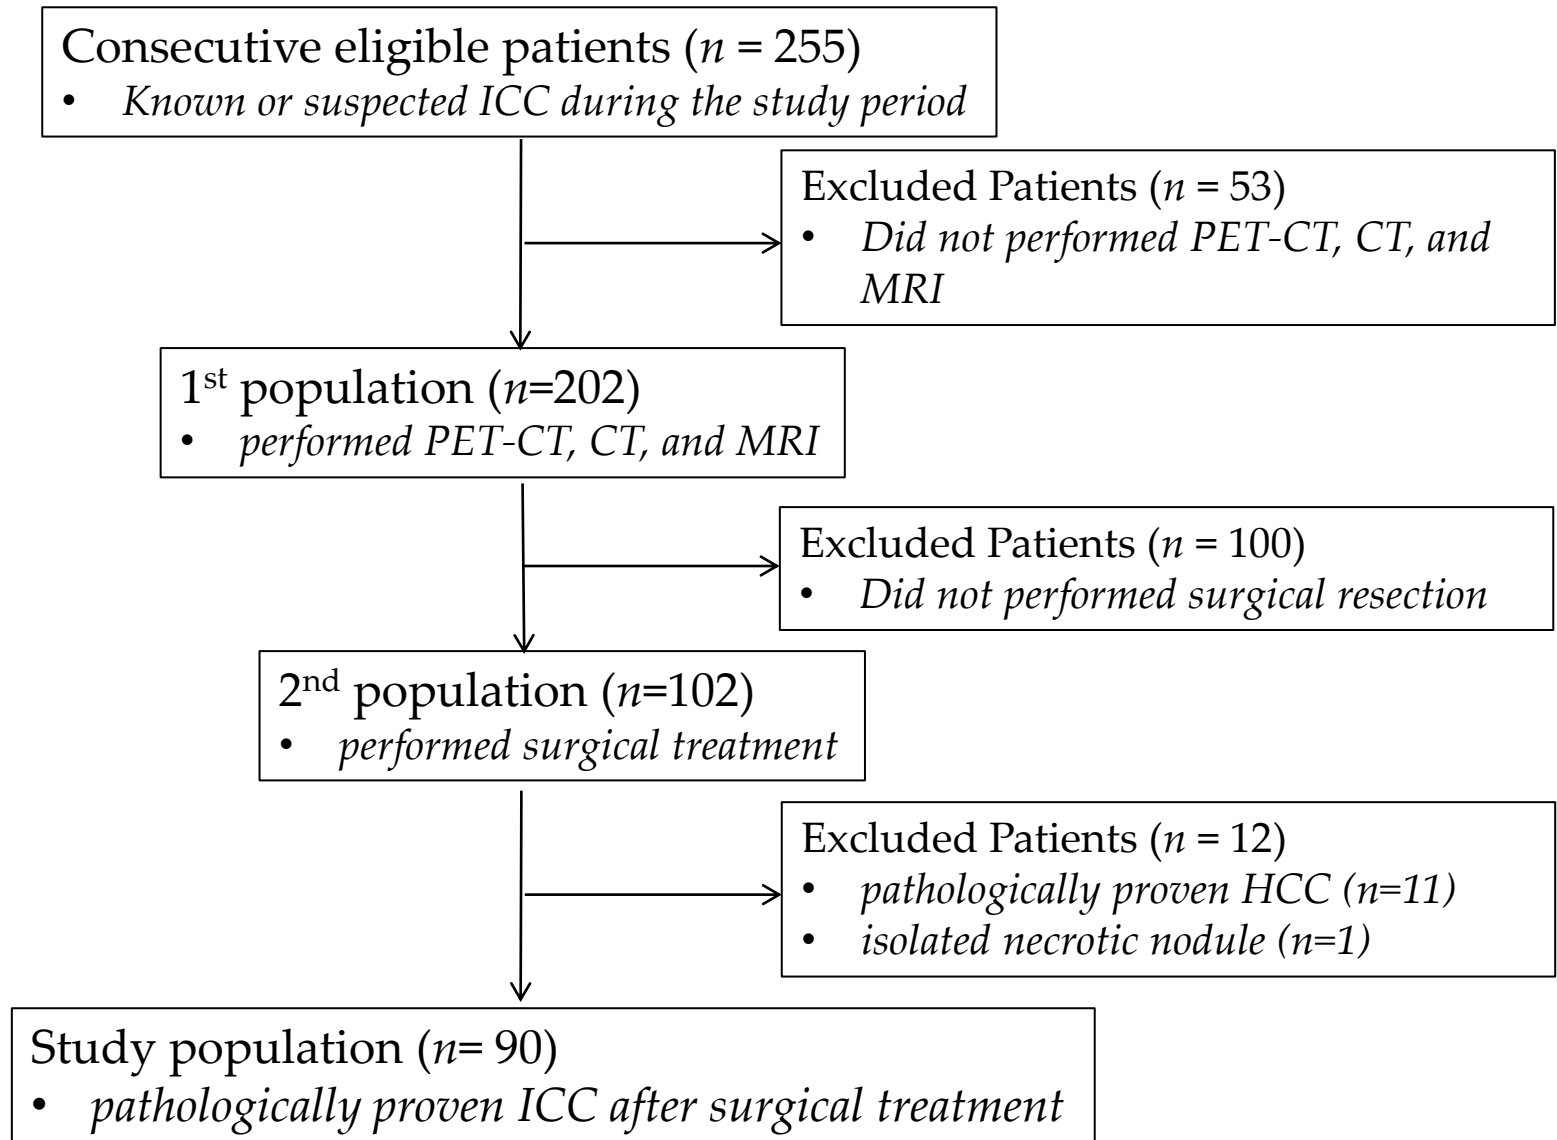 Consecutive eligible patients (n = 255)
• Known or suspected ICC during the study period
Excluded Patients (n = 53)
• Did not performed PET-CT, CT, and
MRI
1st population (n=202)
• performed PET-CT, CT, and MRI
Excluded Patients (n = 100)
• Did not performed surgical resection
2nd population (n=102)
• performed surgical treatment
Excluded Patients (n = 12)
• pathologically proven HCC (n=11)
• isolated necrotic nodule (n=1)
Study population (n= 90)
• pathologically proven ICC after surgical treatment